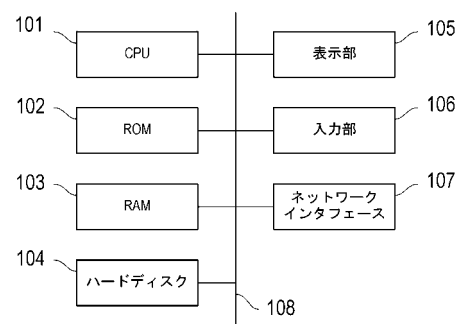 101
CPU
105
表示部
102
ROM
106
入力部
103
RAM
107
ネットワーク
インタフェース
104
ハードディスク
108